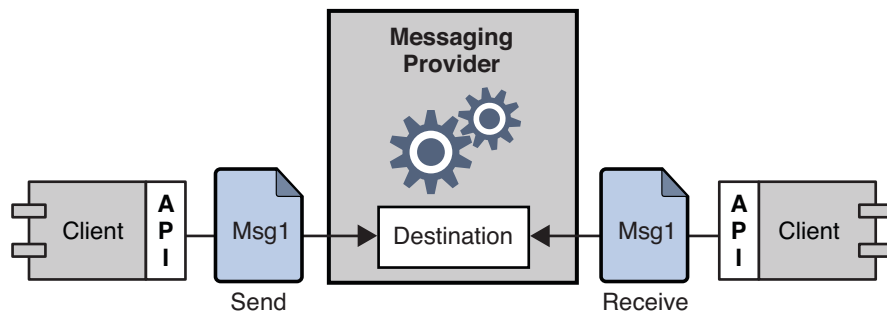 Messaging
Provider
Client
A
P
I
Msg1
Send
Destination
Msg1
Receive
A
P
I
Client